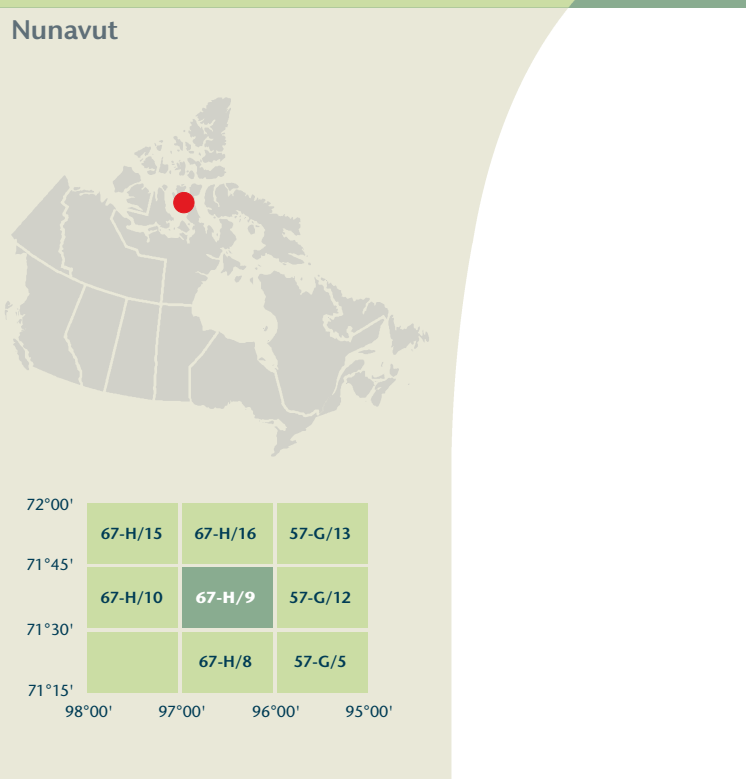 Nunavut
72°00'
67-H/15 67-H/16 57-G/13
71°45'
67-H/10 67-H/9 57-G/12
71°30'
67-H/8 57-G/5
71°15'
98°00' 97°00' 96°00' 95°00'